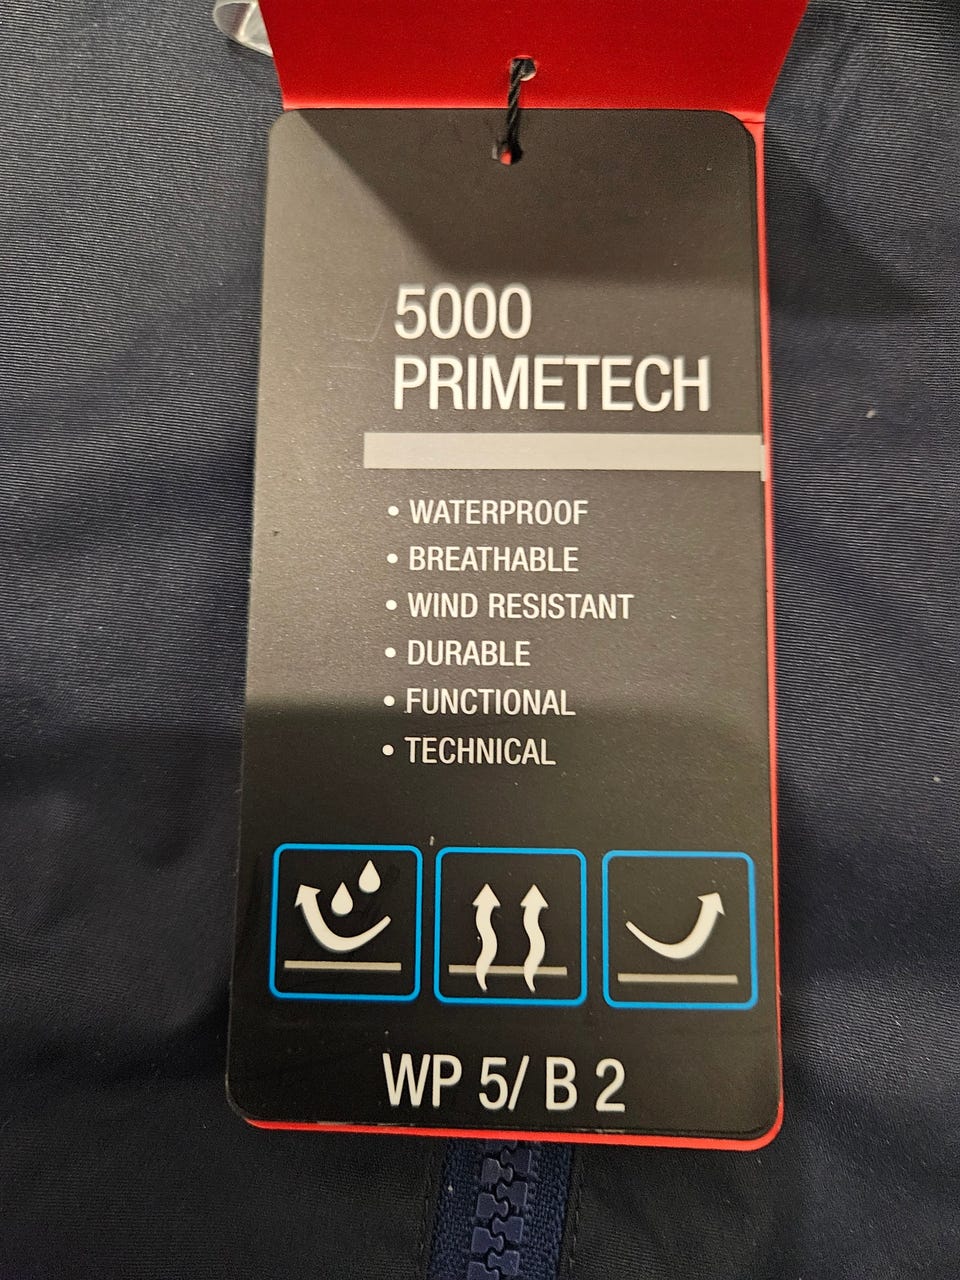 5000
PRIMETECH
• WATERPROOF
• BREATHABLE
• WIND RESISTANT
• DURABLE
• FUNCTIONAL
• TECHNICAL
WP 5/ B 2